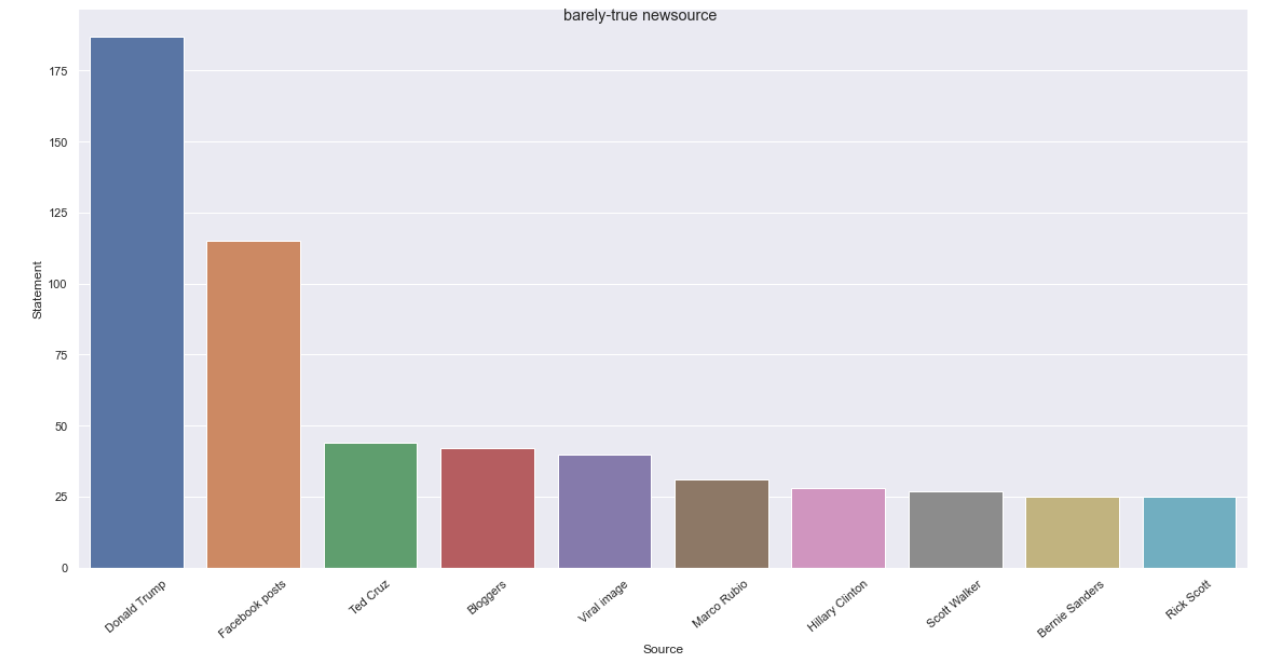 barely-true newsource
175
150
125
100
75
50
25
0
Statement
Donald Trump
Facebook posts
Ted Cruz
Bloggers
Viral image
Marco Rubio
Hillary Clinton
Scott Walker
Bernie Sanders
Rick Scott
Source